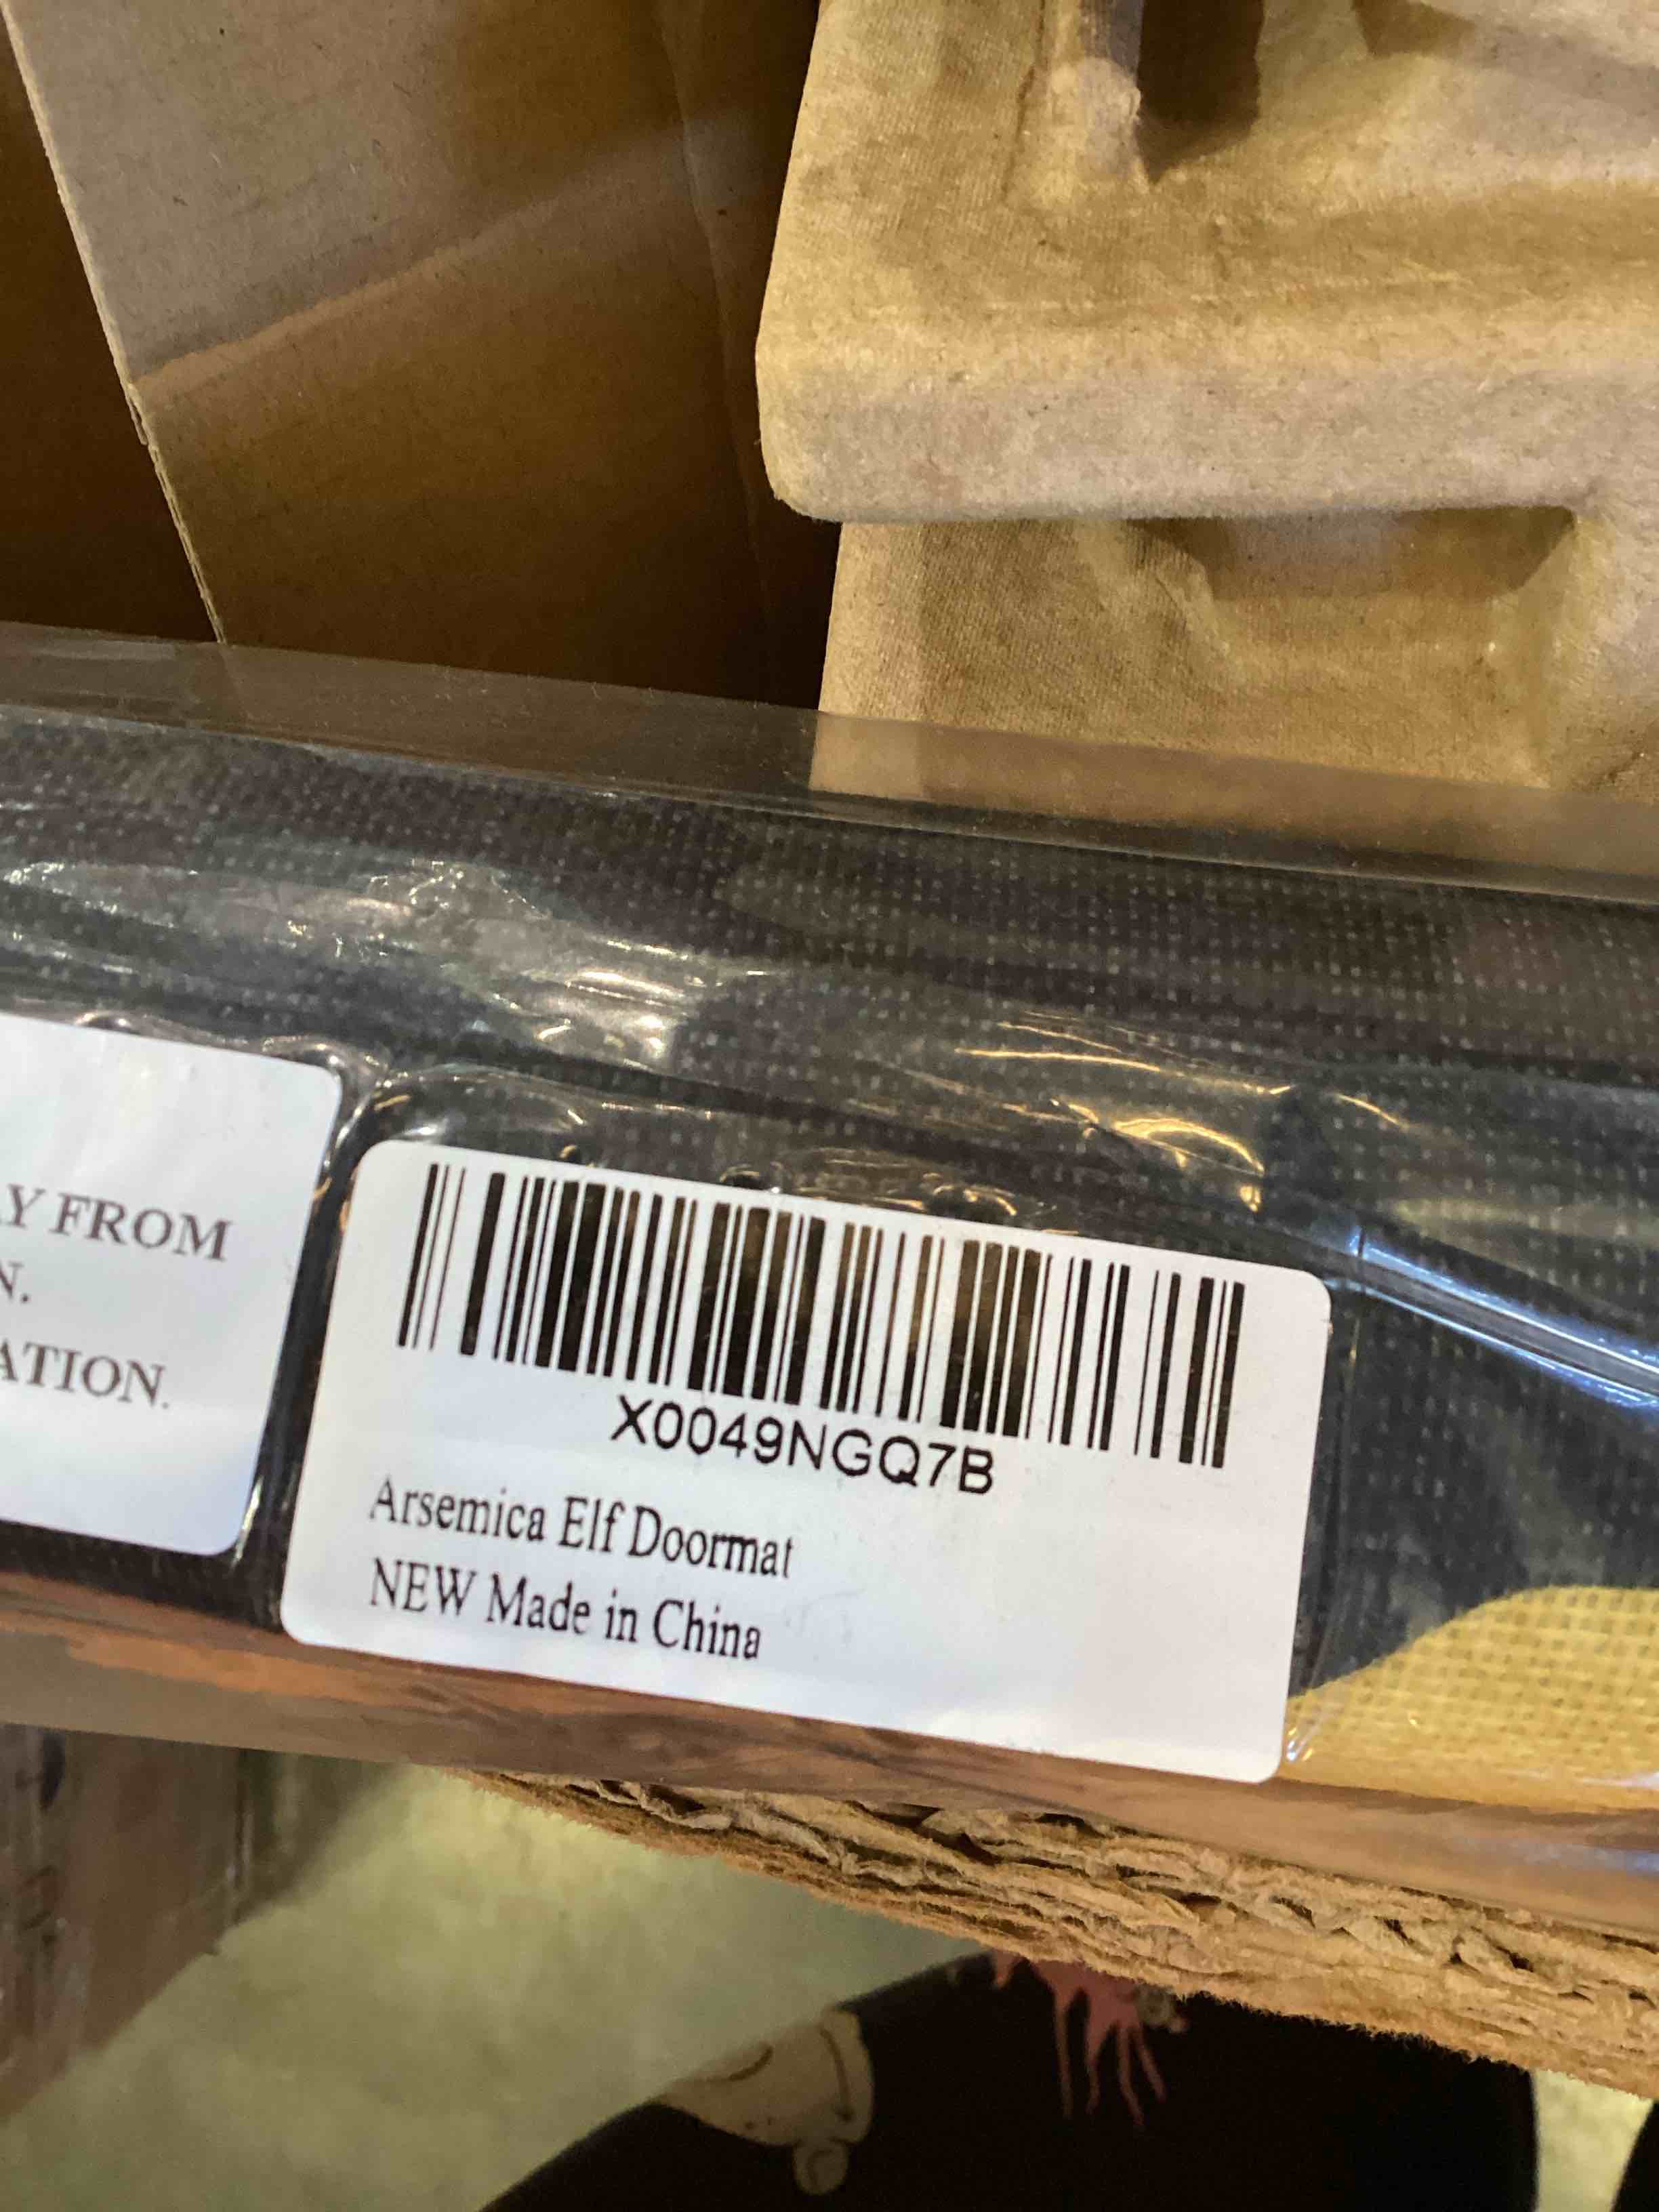 Y FROM
N.
ATION.
X0049NGQ7B
Arsemica Elf Doormat
NEW Made in China